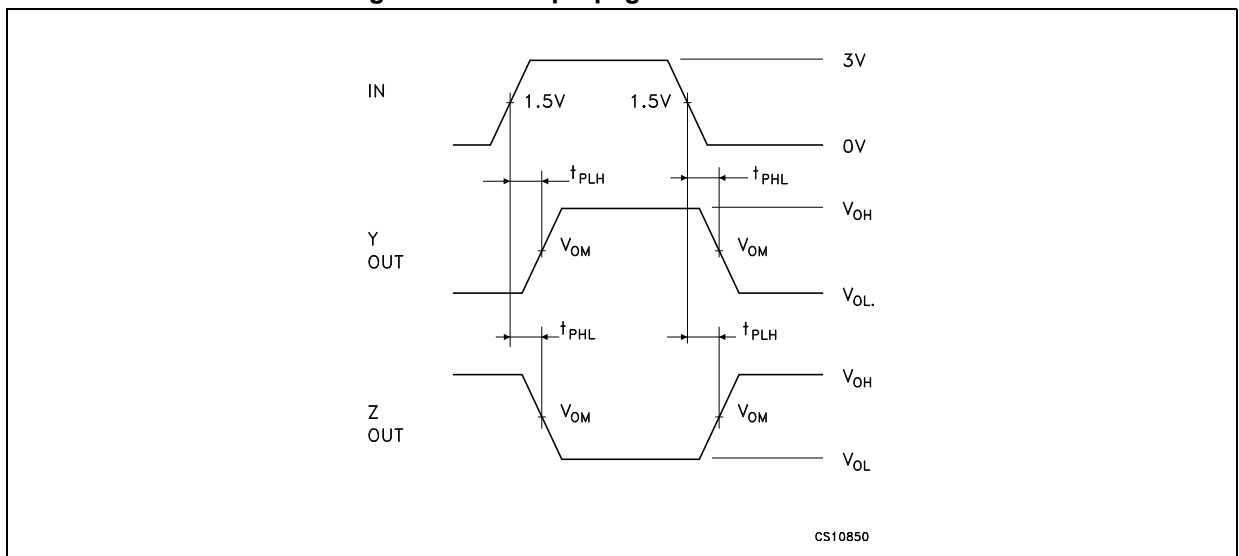 3V
IN
1.5V 1.5V
0V
tPLH tPHL
VOH
Y
OUT
VOM VOM
VOL.
tPHL tPLH
VOH
Z
OUT
VOM VOM
VOL
CS10850